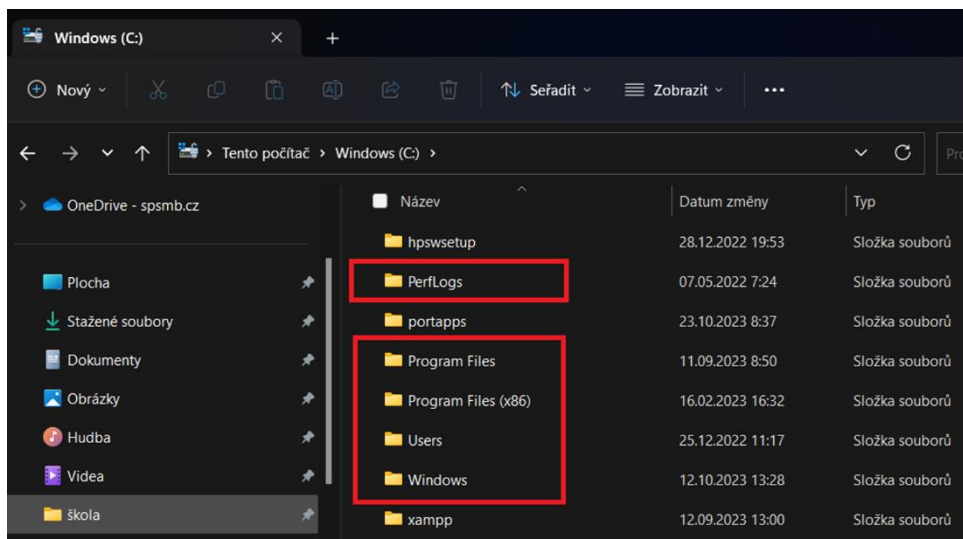 Windows (C:)
Nový
Seřadit
Zobrazit
Tento počítač
Windows (C:)
OneDrive - spsmb.cz
Název
Datum změny
Typ
hpswsetup
28.12.2022 19:53
Složka souborů
Plocha
PerfLogs
07.05.2022 7:24
Složka souborů
Stažené soubory
portapps
23.10.2023 8:37
Složka souborů
Dokumenty
Program Files
11.09.2023 8:50
Složka souborů
Obrázky
Program Files (x86)
16.02.2023 16:32
Složka souborů
Hudba
Users
25.12.2022 11:17
Složka souborů
Videa
Windows
12.10.2023 13:28
Složka souborů
škola
xampp
12.09.2023 13:00
Složka souborů